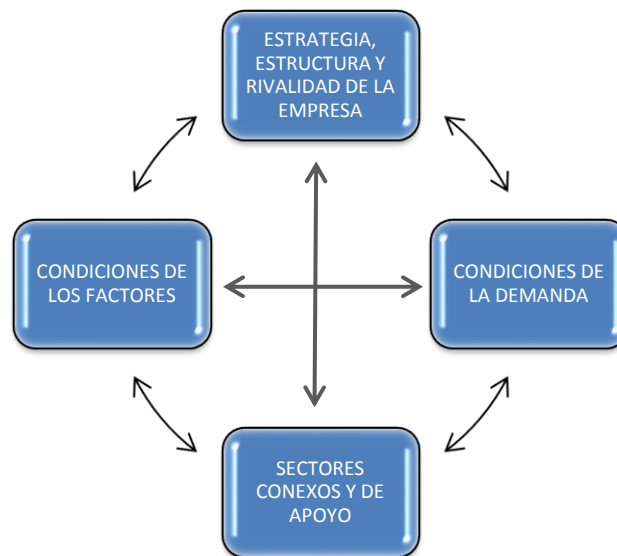 ESTRATEGIA,
ESTRUCTURA Y
RIVALIDAD DE LA
EMPRESA
CONDICIONES DE
LOS FACTORES
CONDICIONES DE
LA DEMANDA
SECTORES
CONEXOS Y DE
APOYO